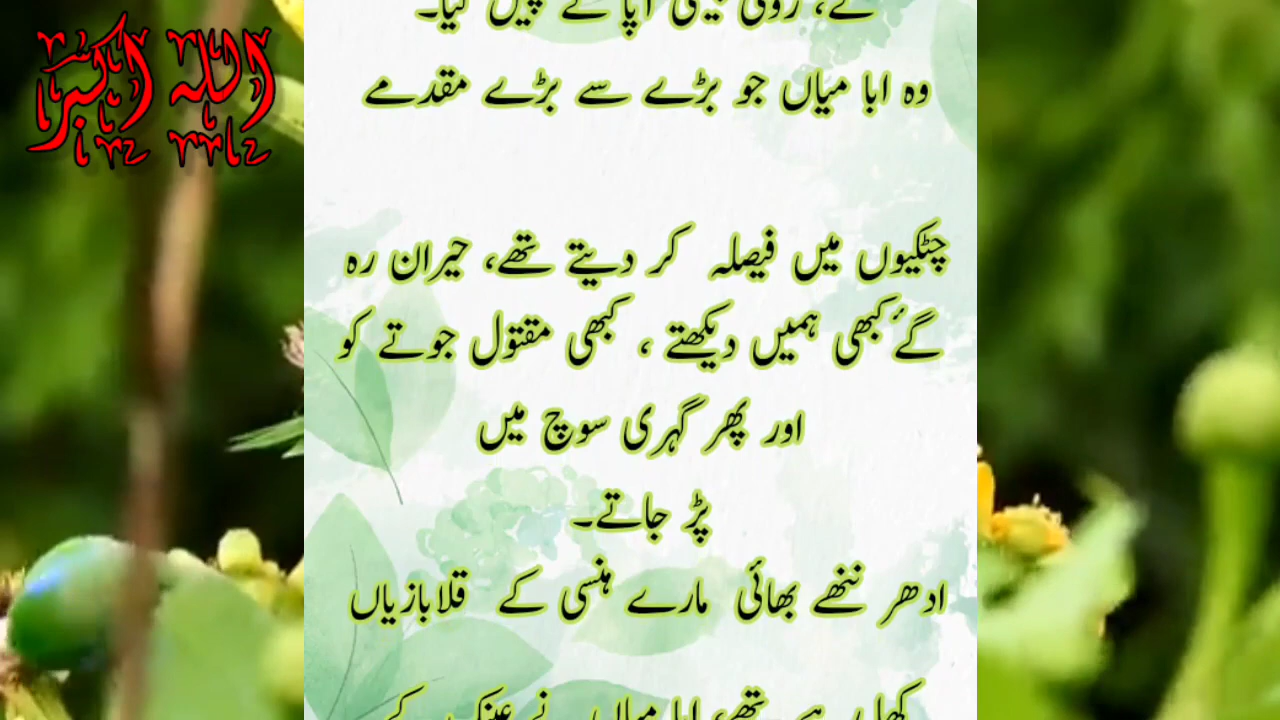 اللہ اکبر
وہ ابا میاں جو بڑے سے بڑے مقدمے
چٹکیوں میں فیصلہ کر دیتے تھے، حیران رہ
گےٗ کبھی ہمیں دیکھتے ، کبھی مقتول جوتے کو
اور پھر گہری سوچ میں
پڑ جاتے۔
ادھر ننھے بھائی مارے ہنسی کے قلابازیاں